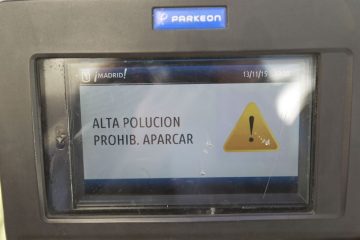 PARKEON
¡MADRID!
13/11/15
ALTA POLUCION
PROHIB. APARCAR